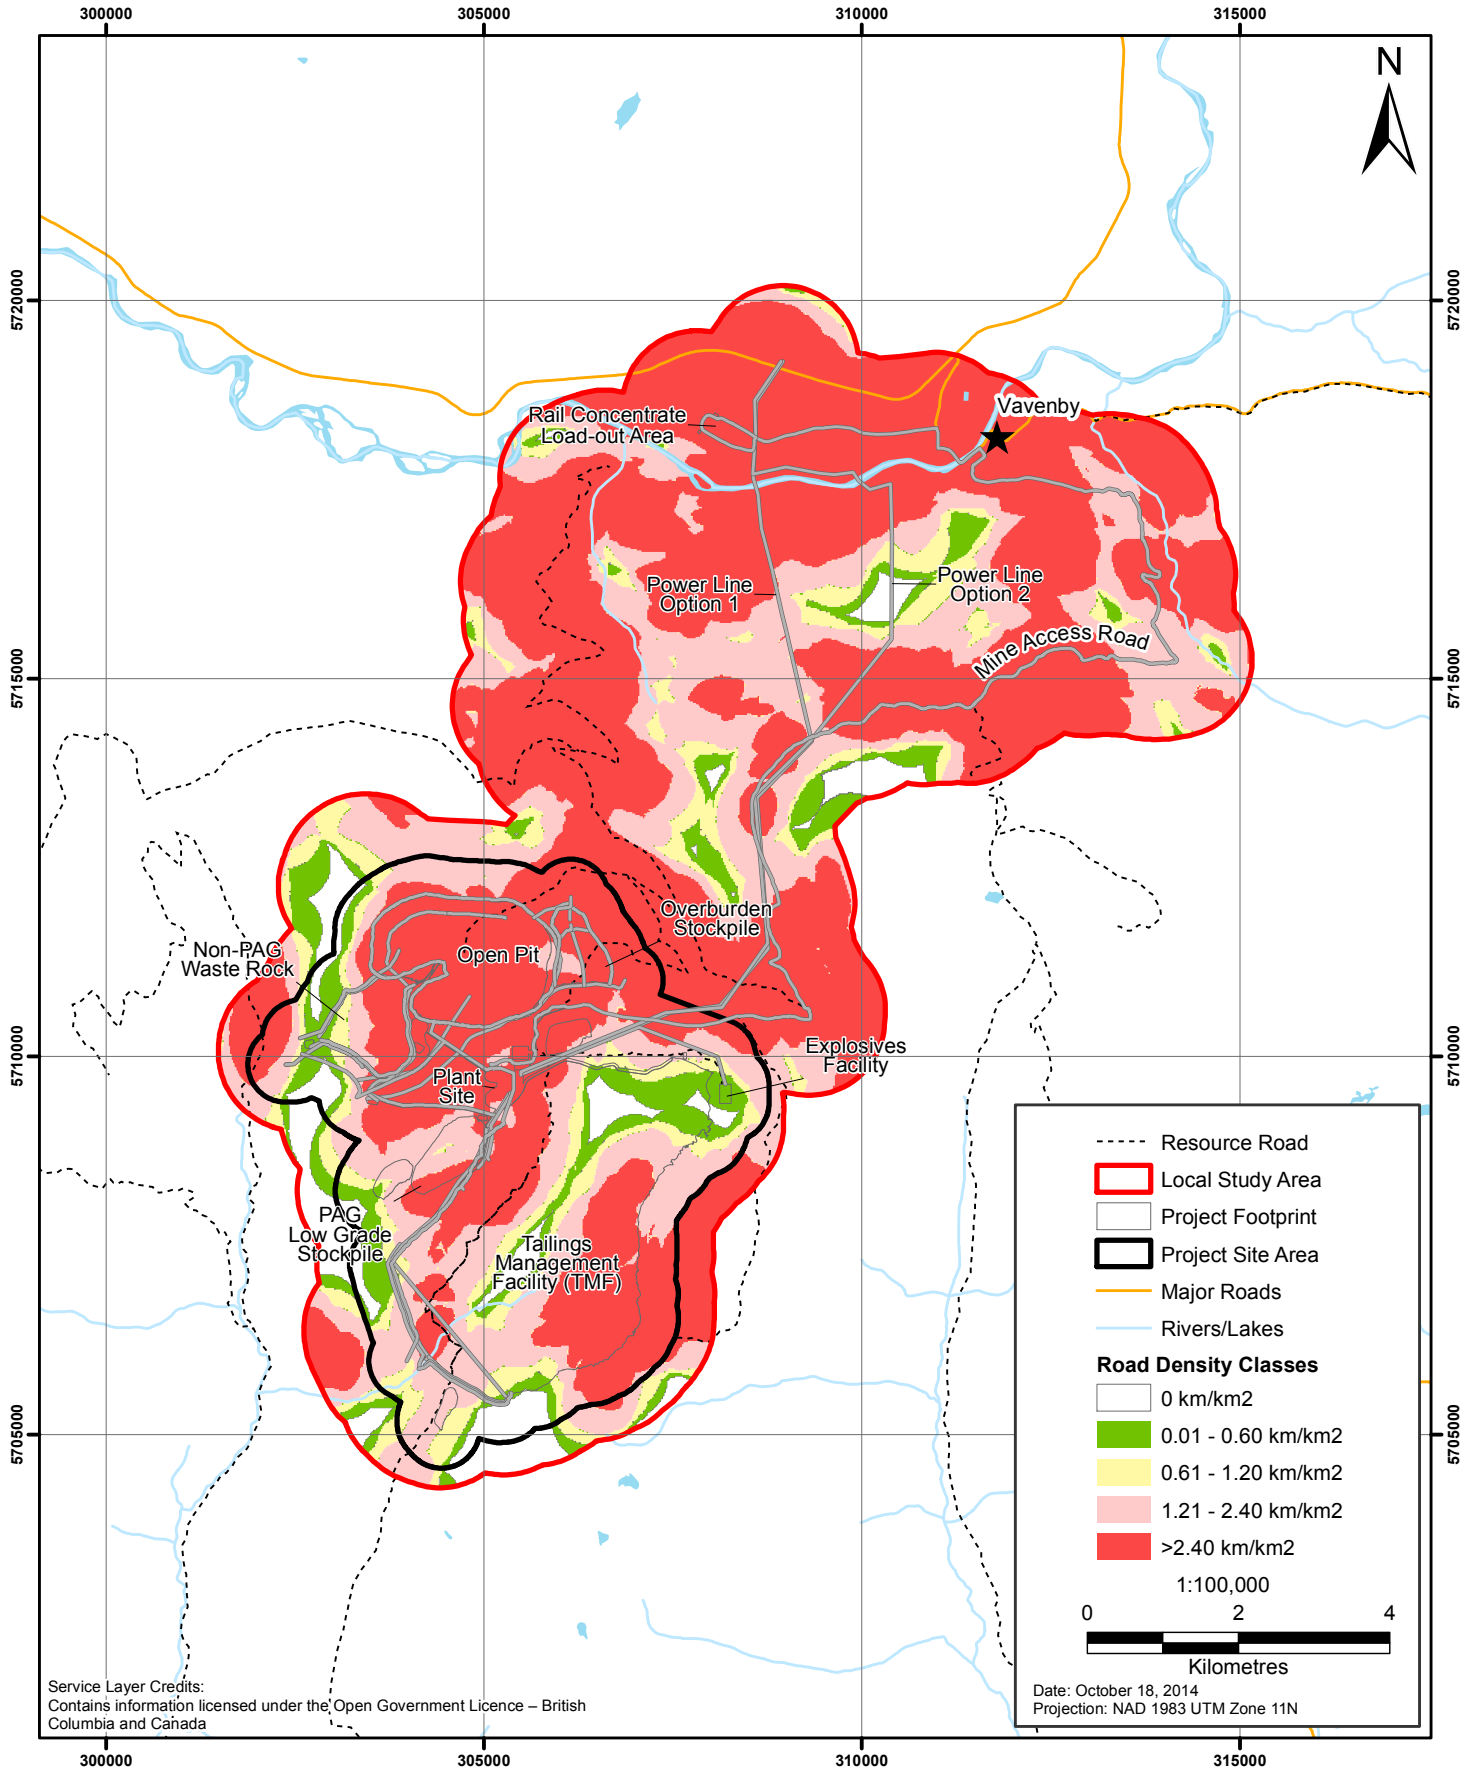 300000
305000
310000
315000
N
5720000
5720000
Vavenby
Rail Concentrate
Load-out Area
Power Line
Option 1
Power Line
Option 2
Mine Access Road
5715000
5715000
Overburden
Stockpile
Non-PAG
Waste Rock
Open Pit
5710000
5710000
Explosives
Facility
Plant
Site
PAG
Low Grade
Stockpile
Tailings
Management
Facility (TMF)
5705000
5705000
Resource Road
Local Study Area
Project Footprint
Project Site Area
Major Roads
Rivers/Lakes
Road Density Classes
0 km/km2
0.01 - 0.60 km/km2
0.61 - 1.20 km/km2
1.21 - 2.40 km/km2
>2.40 km/km2
1:100,000
0 2 4
Kilometres
Date: October 18, 2014
Projection: NAD 1983 UTM Zone 11N
Service Layer Credits:
Contains information licensed under the Open Government Licence – British
Columbia and Canada
300000
305000
310000
315000